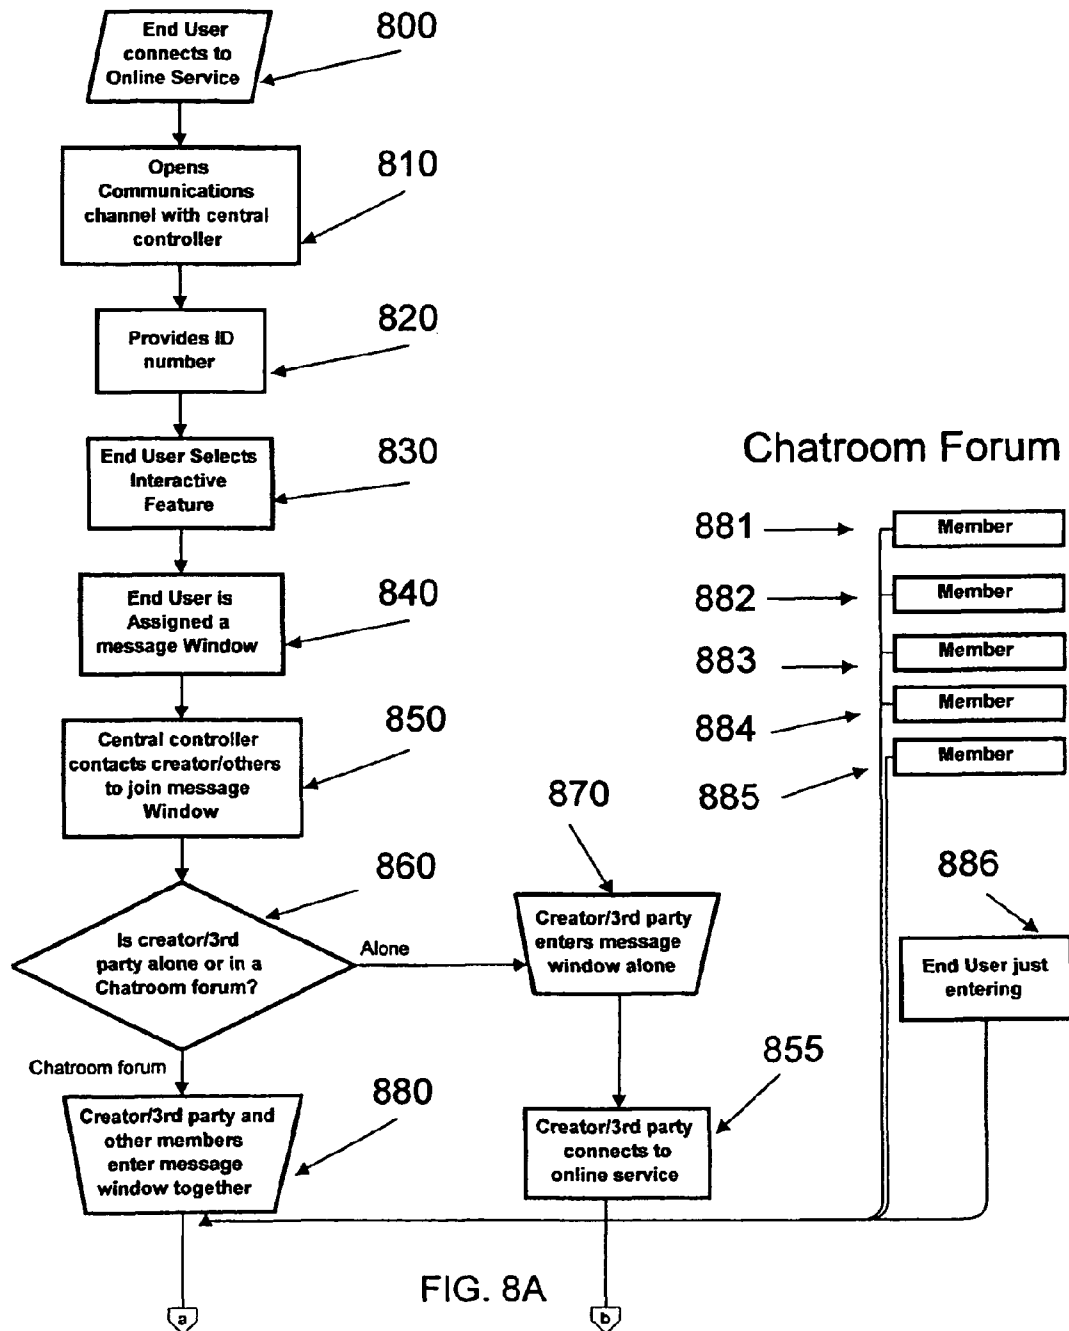 End User
connects to
Online Service
800
Opens
Communications
channel with central
controller
810
Provides ID
number
820
End User Selects
Interactive
Feature
830
Chatroom Forum
881
Member
End User is
Assigned a
message Window
840
882
Member
883
Member
884
Member
885
Member
Central controller
contacts creator/others
to join message
Window
850
860
Is creator/3rd
party alone or in a
Chatroom forum?
Alone
870
Creator/3rd party
enters message
window alone
886
End User just
entering
Chatroom forum
Creator/3rd party and
other members
enter message
window together
880
855
Creator/3rd party
connects to
online service
FIG. 8A
a
b